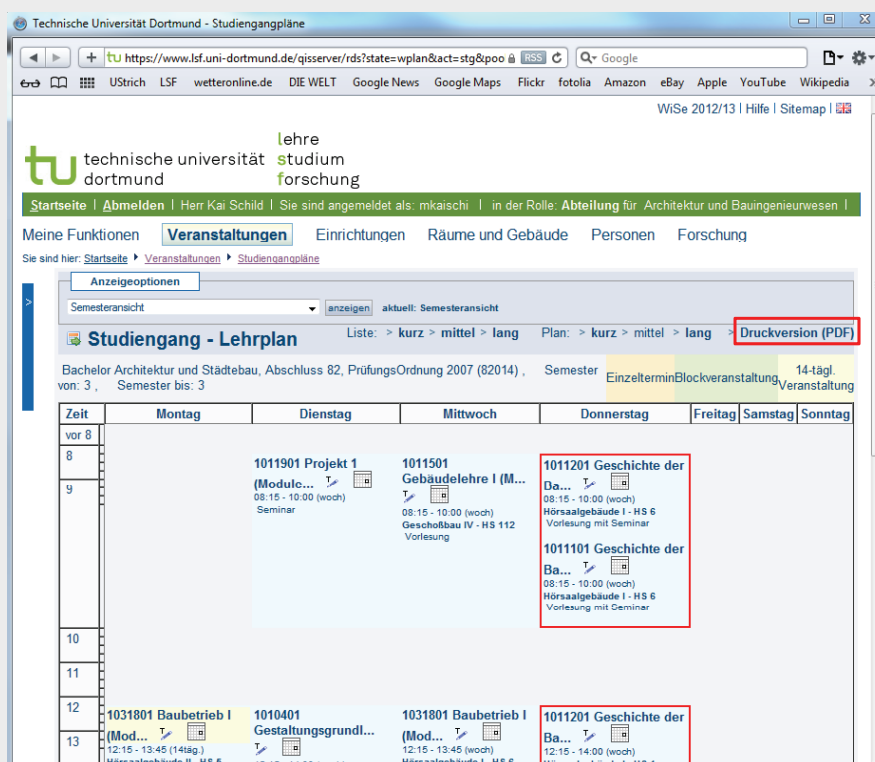 Technische Universität Dortmund - Studiengangpläne
https://www.lsf.uni-dortmund.de/qisserver/rds?state=wplan&act=stg&poo RSS Google
UStrich LSF wetteronline.de DIE WELT Google News Google Maps Flickr fotolia Amazon eBay Apple YouTube Wikipedia
WiSe 2012/13 | Hilfe | Sitemap |
tu technische universität dortmund
lehre
studium
forschung
Startseite | Abmelden | Herr Kai Schild | Sie sind angemeldet als: mkaischi | in der Rolle: Abteilung für Architektur und Bauingenieurwesen |
Meine Funktionen Veranstaltungen Einrichtungen Räume und Gebäude Personen Forschung
Sie sind hier: Startseite Veranstaltungen Studiengangpläne
Anzeigeoptionen
Semesteransicht anzeigen aktuell: Semesteransicht
Studiengang - Lehrplan Liste: > kurz > mittel > lang Plan: > kurz > mittel > lang > Druckversion (PDF)
Bachelor Architektur und Städtebau, Abschluss 82, PrüfungsOrdnung 2007 (82014) , Semester
von: 3 , Semester bis: 3
Einzeltermin Blockveranstaltung 14-tägl. Veranstaltung
Zeit Montag Dienstag Mittwoch Donnerstag Freitag Samstag Sonntag
vor 8
8
9
1011901 Projekt 1
(Module...
08:15 - 10:00 (woch)
Seminar
1011501
Gebäudelehre I (M...
08:15 - 10:00 (woch)
Geschoßbau IV - HS 112
Vorlesung
1011201 Geschichte der
Ba...
08:15 - 10:00 (woch)
Hörsaalgebäude I - HS 6
Vorlesung mit Seminar
1011101 Geschichte der
Ba...
08:15 - 10:00 (woch)
Hörsaalgebäude I - HS 6
Vorlesung mit Seminar
10
11
12
13
1031801 Baubetrieb I
(Mod...
12:15 - 13:45 (14täg.)
Hörsaalgebäude II - HS 5
1010401
Gestaltungsgrundl...
1031801 Baubetrieb I
(Mod...
12:15 - 13:45 (woch)
Hörsaalgebäude I - HS 6
1011201 Geschichte der
Ba...
12:15 - 14:00 (woch)